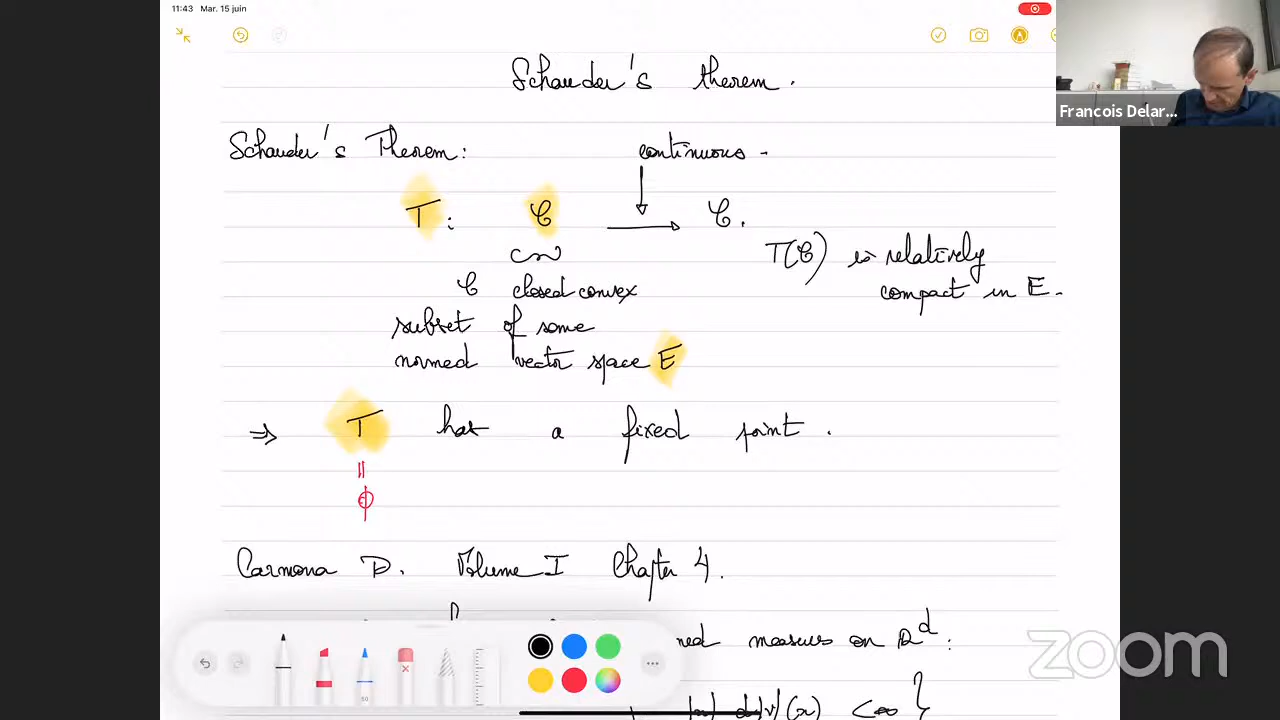 11:43 Mar. 15 juin
Schauder's theorem.
Francois Delar...
Schauder's Theorem:
continuous -
T : C → C.
T(C) is relatively
compact in E.
C closed convex
subset of some
normed vector space E
⇒ T has a fixed point.
=
ϕ
Carmona D. Volume I Chapter 4.
measures on R^d :
d|ν|(x) < ∞ }
zoom